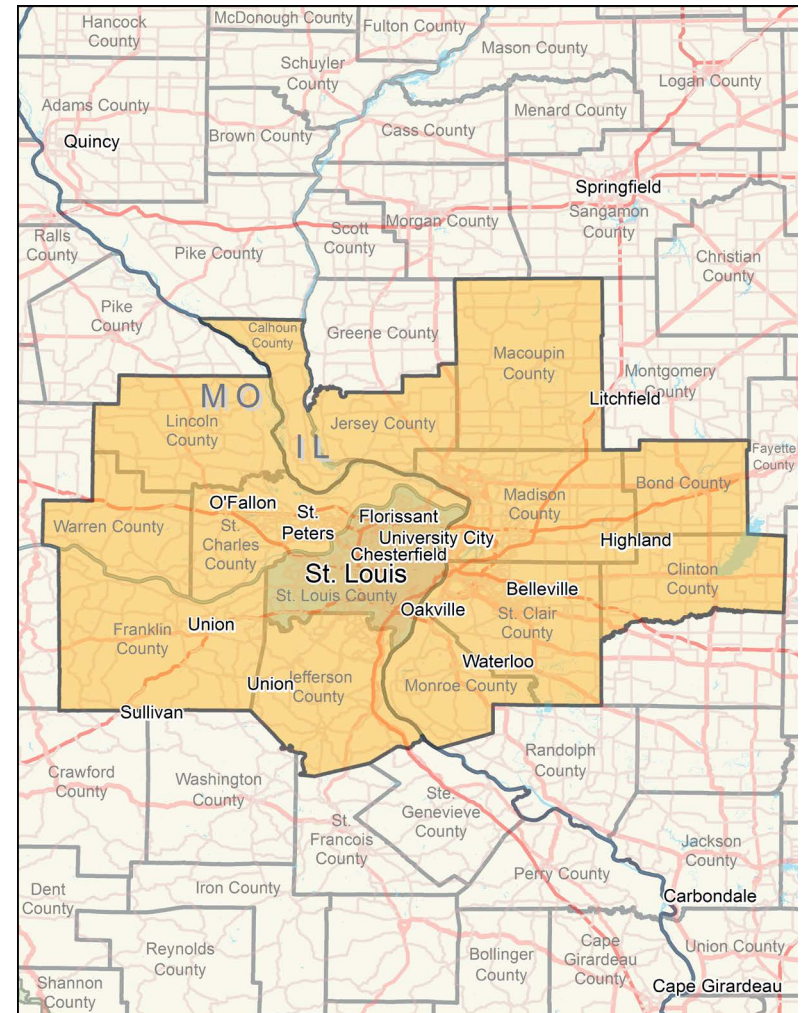 Hancock
County
McDonough County
Fulton County
Mason County
Schuyler
County
Logan County
Adams County
Menard County
Brown County
Cass County
Quincy
Springfield
Sangamon
County
Morgan County
Scott
County
Ralls
County
Pike County
Christian
County
Pike
County
Calhoun
County
Greene County
Macoupin
County
Montgomery
County
Litchfield
MO
Lincoln
County
Jersey County
IL
Fayette
County
Bond County
Madison
County
O'Fallon
St.
Peters
Florissant
Warren County
St.
Charles
County
University City
Highland
Chesterfield
St. Louis
Clinton
County
St. Louis County
Belleville
Oakville
St. Clair
County
Union
Franklin
County
Waterloo
Union
Jefferson
County
Monroe County
Sullivan
Randolph
County
Crawford
County
Washington
County
Ste.
Genevieve
County
St.
Francois
County
Jackson
County
Perry County
Dent
County
Iron County
Carbondale
Reynolds
County
Bollinger
County
Cape
Girardeau
County
Union County
Shannon
County
Cape Girardeau